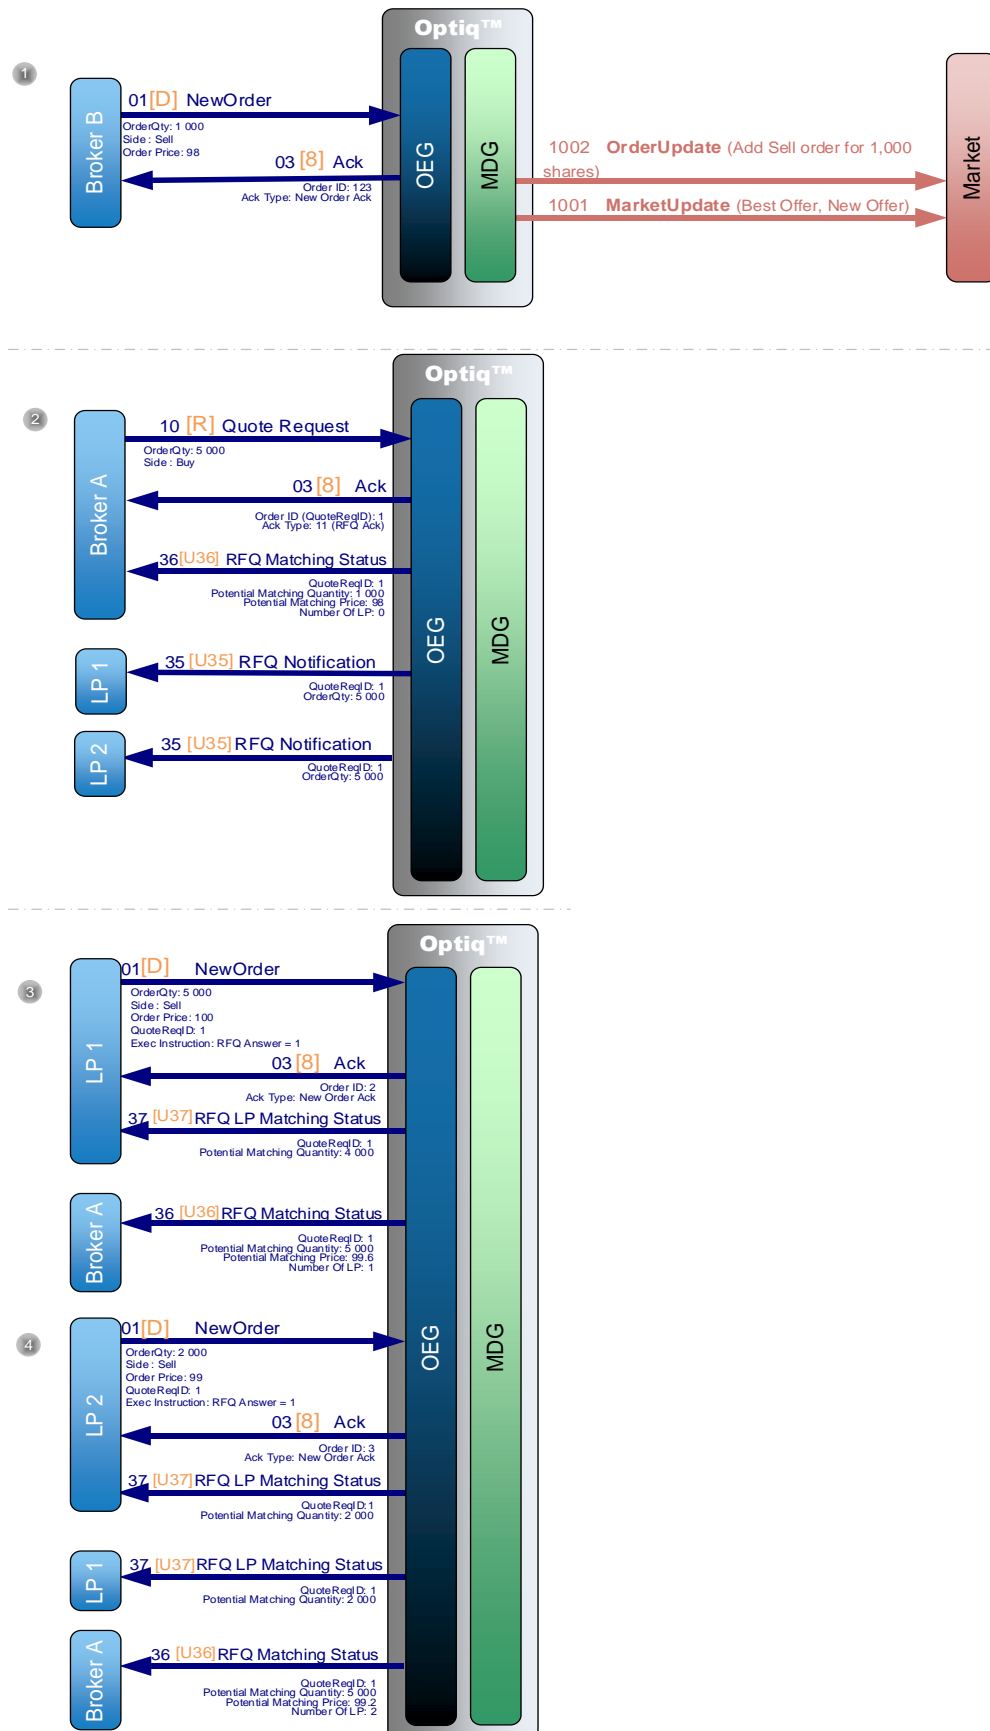 Optiq™
1
Broker B
01 [D] NewOrder
OrderQty: 1 000
Side : Sell
Order Price: 98
03 [8] Ack
Order ID: 123
Ack Type: New Order Ack
OEG
MDG
1002 OrderUpdate (Add Sell order for 1,000
shares)
1001 MarketUpdate (Best Offer, New Offer)
Market
Optiq™
2
Broker A
10 [R] Quote Request
OrderQty: 5 000
Side : Buy
03 [8] Ack
Order ID (QuoteReqID): 1
Ack Type: 11 (RFQ Ack)
36 [U36] RFQ Matching Status
QuoteReqID: 1
Potential Matching Quantity: 1 000
Potential Matching Price: 98
Number Of LP: 0
OEG
MDG
LP 1
35 [U35] RFQ Notification
QuoteReqID: 1
OrderQty: 5 000
LP 2
35 [U35] RFQ Notification
QuoteReqID: 1
OrderQty: 5 000
Optiq™
3
LP 1
01 [D] NewOrder
OrderQty: 5 000
Side : Sell
Order Price: 100
QuoteReqID: 1
Exec Instruction: RFQ Answer = 1
03 [8] Ack
Order ID: 2
Ack Type: New Order Ack
37 [U37] RFQ LP Matching Status
QuoteReqID: 1
Potential Matching Quantity: 4 000
Broker A
36 [U36] RFQ Matching Status
QuoteReqID: 1
Potential Matching Quantity: 5 000
Potential Matching Price: 99.6
Number Of LP: 1
OEG
MDG
4
LP 2
01 [D] NewOrder
OrderQty: 2 000
Side : Sell
Order Price: 99
QuoteReqID: 1
Exec Instruction: RFQ Answer = 1
03 [8] Ack
Order ID: 3
Ack Type: New Order Ack
37 [U37] RFQ LP Matching Status
QuoteReqID: 1
Potential Matching Quantity: 2 000
LP 1
37 [U37] RFQ LP Matching Status
QuoteReqID: 1
Potential Matching Quantity: 2 000
Broker A
36 [U36] RFQ Matching Status
QuoteReqID: 1
Potential Matching Quantity: 5 000
Potential Matching Price: 99.2
Number Of LP: 2